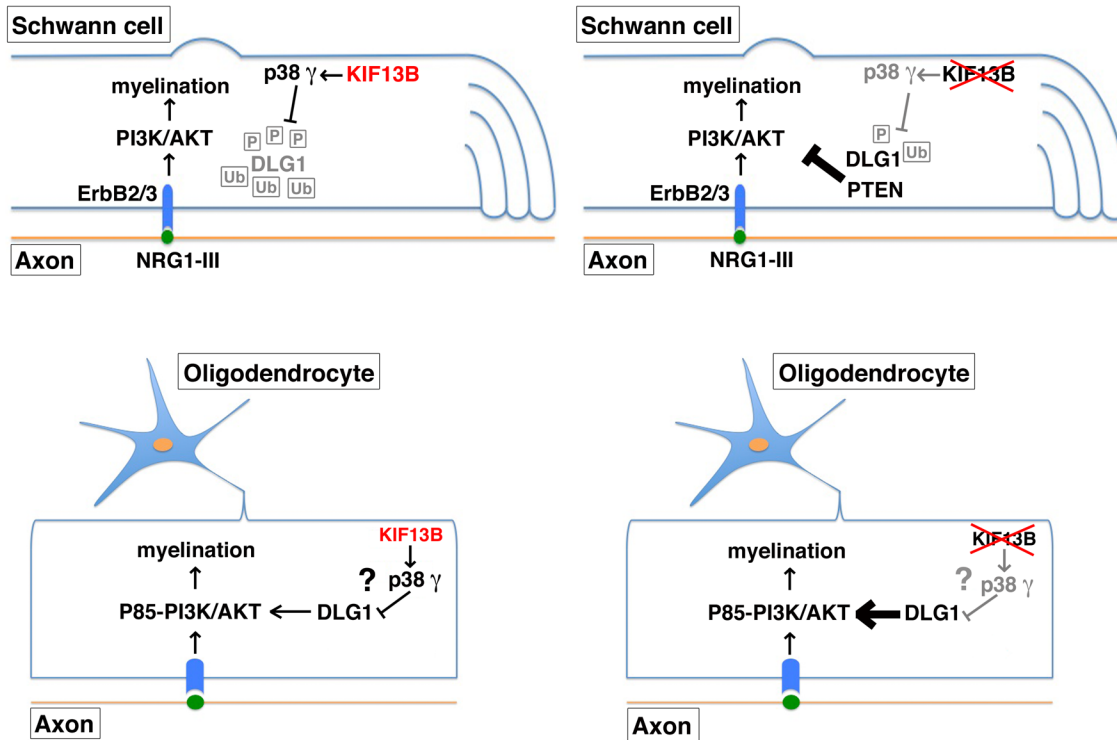 Schwann cell
p38 γ
KIF13B
myelination
PI3K/AKT
P
P
P
DLG1
Ub
Ub
Ub
ErbB2/3
Axon
NRG1-III
Schwann cell
p38 γ
KIF13B
myelination
PI3K/AKT
P
DLG1
Ub
PTEN
ErbB2/3
Axon
NRG1-III
Oligodendrocyte
KIF13B
myelination
?
p38 γ
P85-PI3K/AKT
DLG1
Axon
Oligodendrocyte
KIF13B
myelination
?
p38 γ
P85-PI3K/AKT
DLG1
Axon